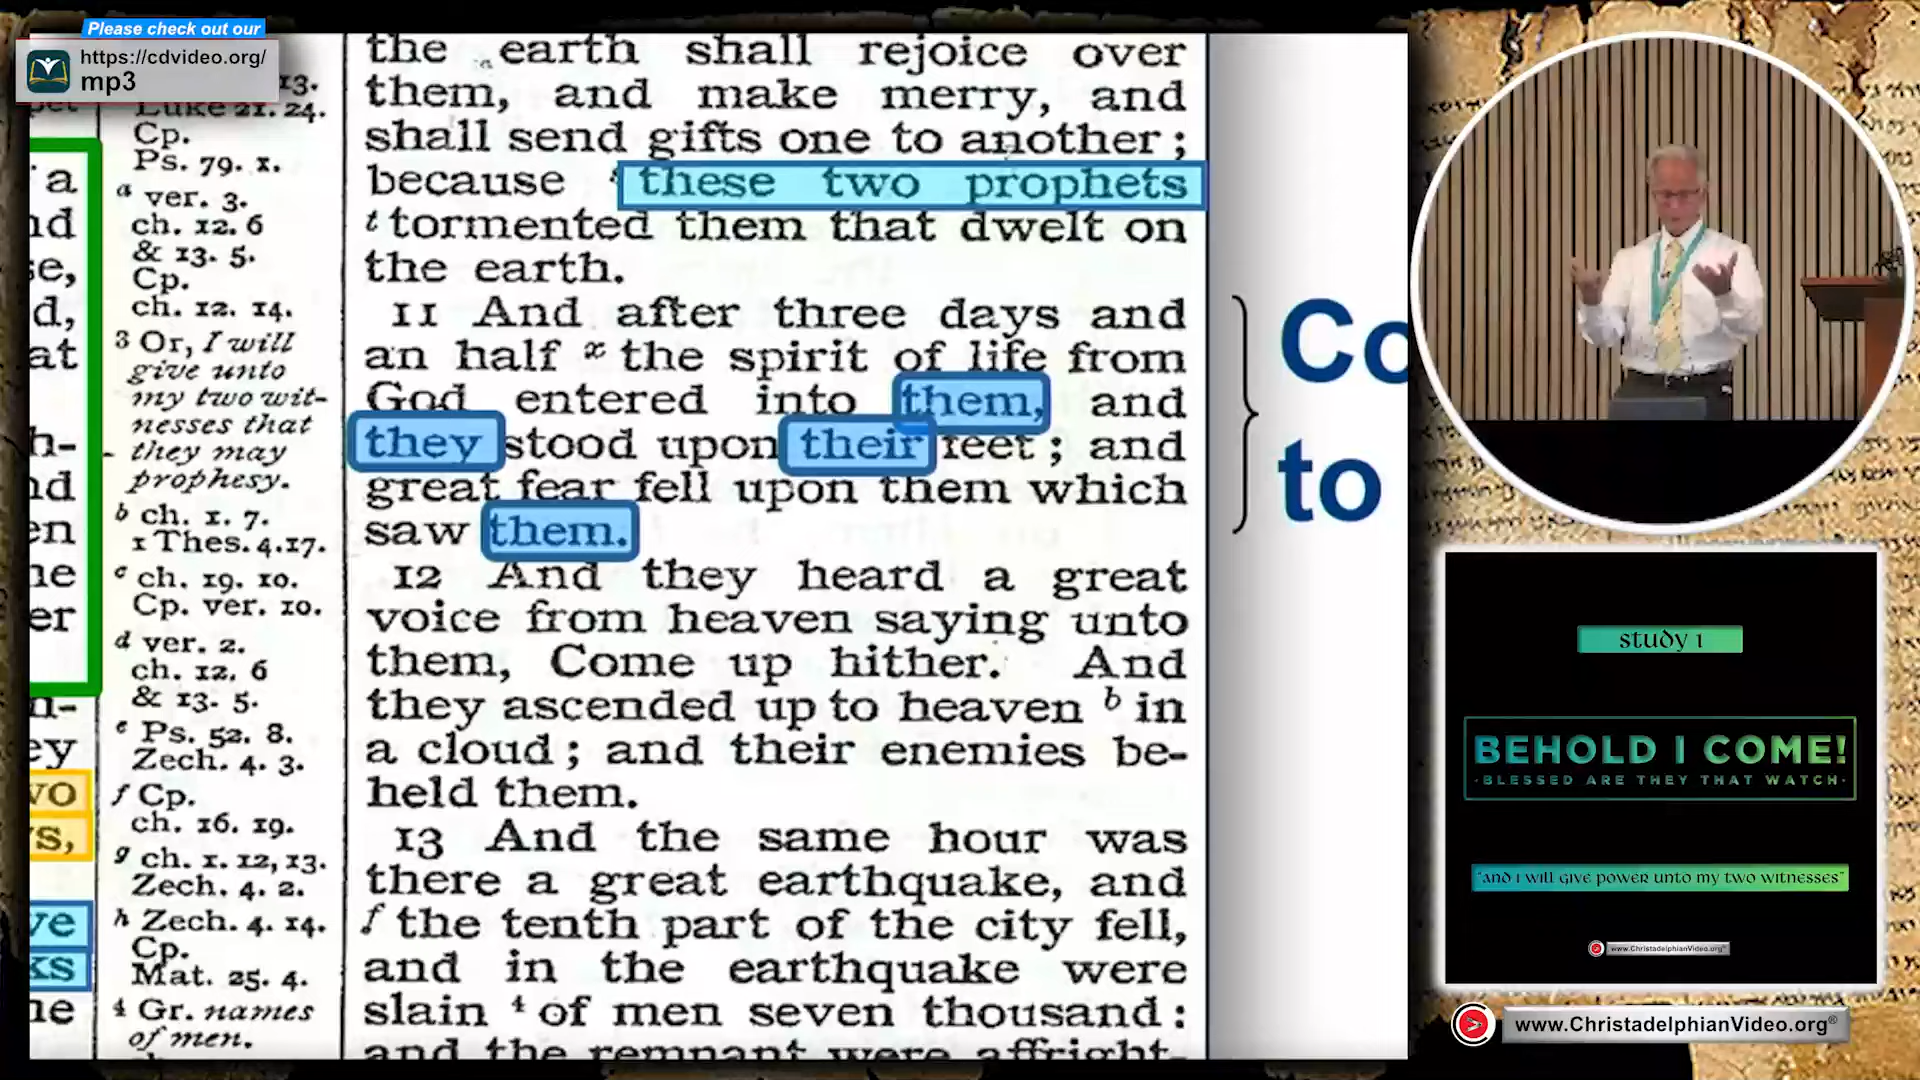 Please check out our
https://cdvideo.org/
mp3
13.
Luke 21. 24.
Cp.
Ps. 79. 1.
a ver. 3.
ch. 12. 6
& 13. 5.
Cp.
ch. 12. 14.
3 Or, I will
give unto
my two wit-
nesses that
they may
prophesy.
b ch. 1. 7.
1 Thes. 4.17.
c ch. 19. 10.
Cp. ver. 10.
d ver. 2.
ch. 12. 6
& 13. 5.
e Ps. 52. 8.
Zech. 4. 3.
f Cp.
ch. 16. 19.
g ch. 1. 12, 13.
Zech. 4. 2.
h Zech. 4. 14.
Cp.
Mat. 25. 4.
4 Gr. names
of men.
the earth shall rejoice over
them, and make merry, and
shall send gifts one to another;
because these two prophets
t tormented them that dwelt on
the earth.
11 And after three days and
an half x the spirit of life from
God entered into them, and
they stood upon their feet; and
great fear fell upon them which
saw them.
12 And they heard a great
voice from heaven saying unto
them, Come up hither. And
they ascended up to heaven b in
a cloud; and their enemies be-
held them.
13 And the same hour was
there a great earthquake, and
f the tenth part of the city fell,
and in the earthquake were
slain 4 of men seven thousand:
and the remnant were affright-
Co
to
study 1
BEHOLD I COME!
·BLESSED ARE THEY THAT WATCH·
"and i will give power unto my two witnesses"
www.ChristadelphianVideo.org
www.ChristadelphianVideo.org®